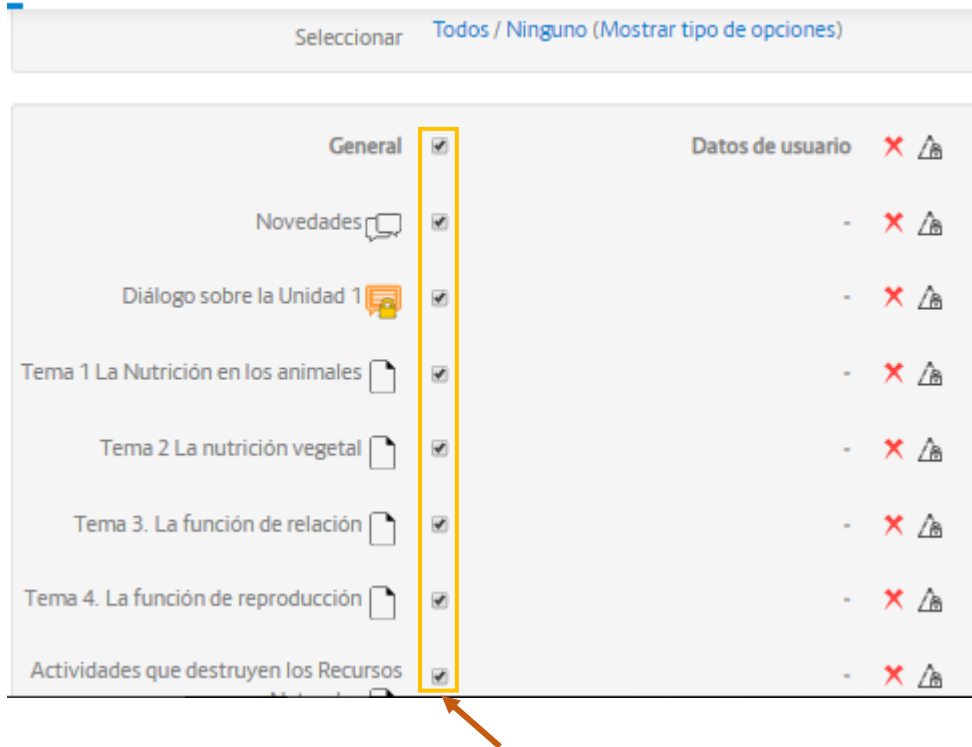 Seleccionar Todos / Ninguno (Mostrar tipo de opciones)
General Datos de usuario
Novedades -
Diálogo sobre la Unidad 1 -
Tema 1 La Nutrición en los animales -
Tema 2 La nutrición vegetal -
Tema 3. La función de relación -
Tema 4. La función de reproducción -
Actividades que destruyen los Recursos -